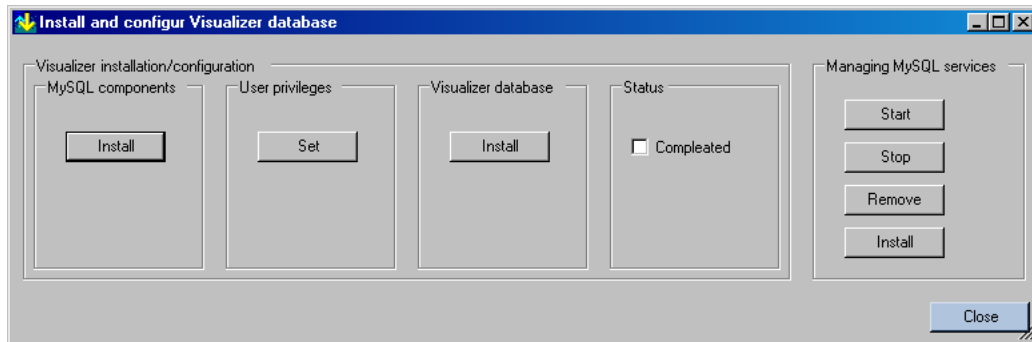 Install and configur Visualizer database
Visualizer installation/configuration
Managing MySQL services
MySQL components
User privileges
Visualizer database
Status
Install
Set
Install
Compleated
Start
Stop
Remove
Install
Close